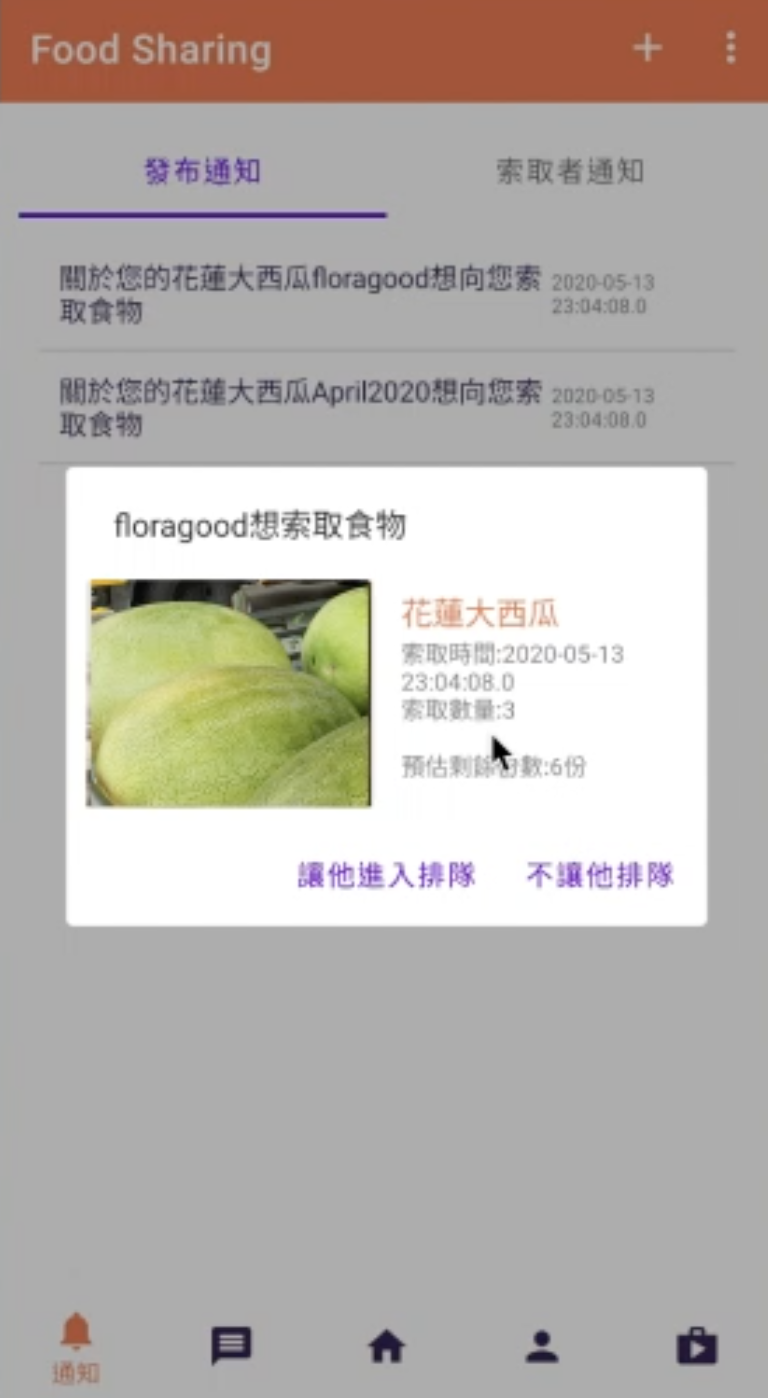 Food Sharing
發布通知
索取者通知
關於您的花蓮大西瓜floragood想向您索
取食物
2020-05-13
23:04:08.0
關於您的花蓮大西瓜April2020想向您索
取食物
2020-05-13
23:04:08.0
floragood想索取食物
花蓮大西瓜
索取時間:2020-05-13
23:04:08.0
索取數量:3
預估剩餘份數:6份
讓他進入排隊
不讓他排隊
通知